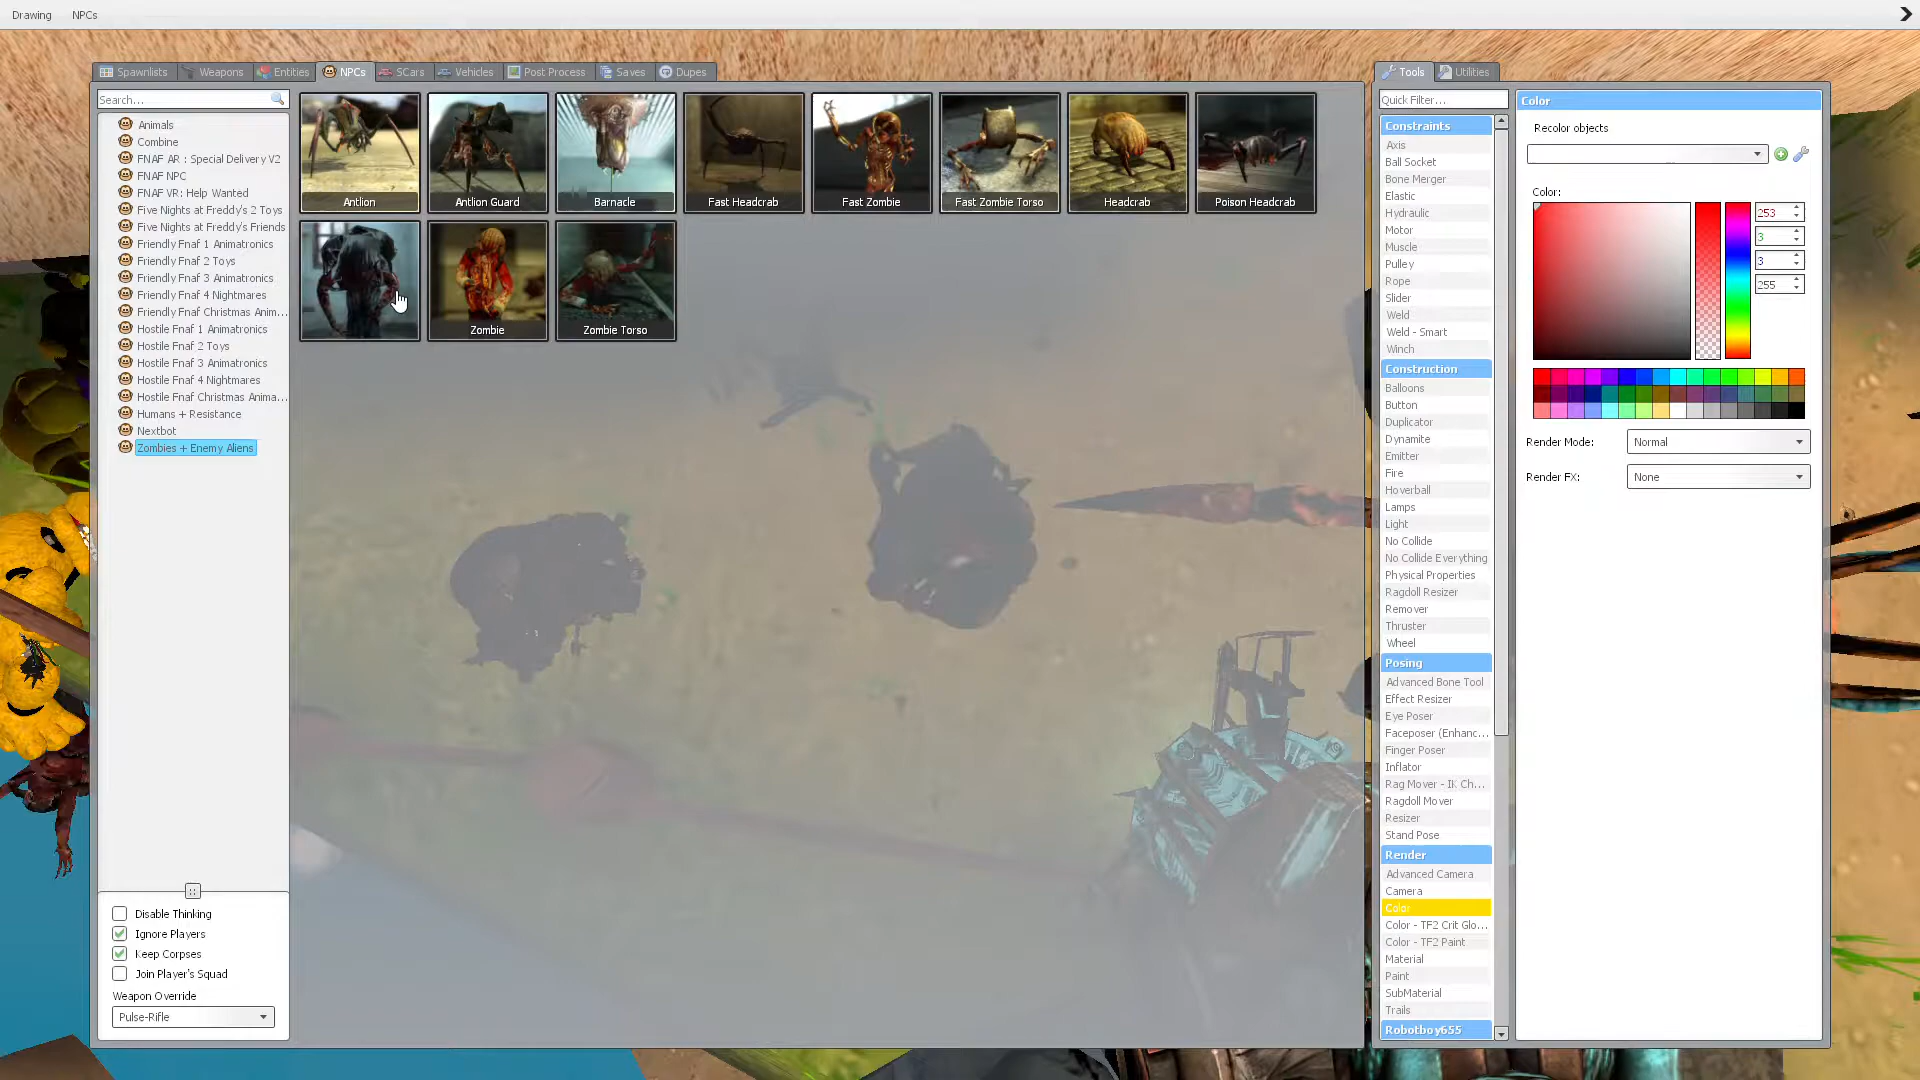 Drawing NPCs
Spawnlists Weapons Entities NPCs SCars Vehicles Post Process Saves Dupes
Search...
Animals
Combine
FNAF AR : Special Delivery V2
FNAF NPC
FNAF VR: Help Wanted
Five Nights at Freddy's 2 Toys
Five Nights at Freddy's Friends
Friendly Fnaf 1 Animatronics
Friendly Fnaf 2 Toys
Friendly Fnaf 3 Animatronics
Friendly Fnaf 4 Nightmares
Friendly Fnaf Christmas Anim...
Hostile Fnaf 1 Animatronics
Hostile Fnaf 2 Toys
Hostile Fnaf 3 Animatronics
Hostile Fnaf 4 Nightmares
Hostile Fnaf Christmas Anima...
Humans + Resistance
Nextbot
Zombies + Enemy Aliens
Disable Thinking
Ignore Players
Keep Corpses
Join Player's Squad
Weapon Override
Pulse-Rifle
Antlion Antlion Guard Barnacle Fast Headcrab Fast Zombie Fast Zombie Torso Headcrab Poison Headcrab
Zombie Zombie Torso
Tools Utilities
Quick Filter...
Constraints
Axis
Ball Socket
Bone Merger
Elastic
Hydraulic
Motor
Muscle
Pulley
Rope
Slider
Weld
Weld - Smart
Winch
Construction
Balloons
Button
Duplicator
Dynamite
Emitter
Fire
Hoverball
Lamps
Light
No Collide
No Collide Everything
Physical Properties
Ragdoll Resizer
Remover
Thruster
Wheel
Posing
Advanced Bone Tool
Effect Resizer
Eye Poser
Faceposer (Enhanc...
Finger Poser
Inflator
Rag Mover - IK Ch...
Ragdoll Mover
Resizer
Stand Pose
Render
Advanced Camera
Camera
Color
Color - TF2 Crit Glo...
Color - TF2 Paint
Material
Paint
SubMaterial
Trails
Robotboy655
Color
Recolor objects
Color:
253
3
3
255
Render Mode: Normal
Render FX: None